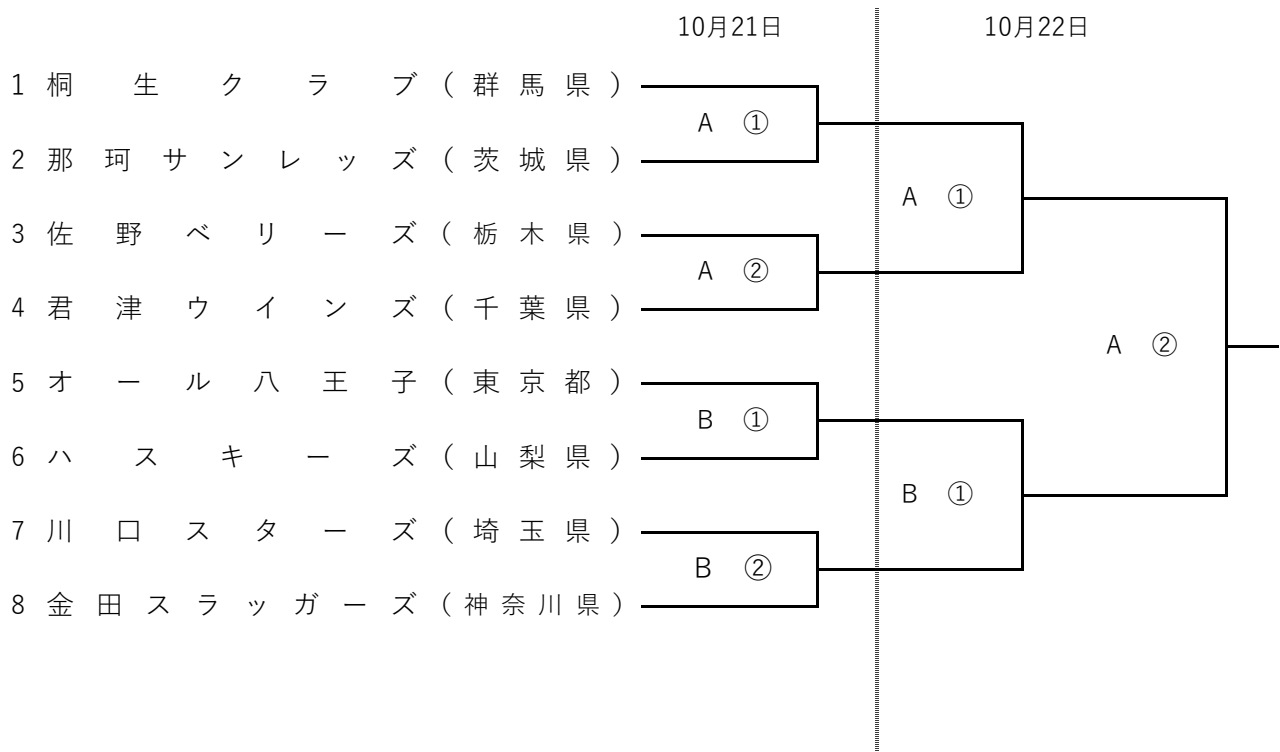 10月21日 10月22日
1 桐生クラブ(群馬県)
A ①
2 那珂サンレッズ(茨城県)
A ①
3 佐野ベリーズ(栃木県)
A ②
4 君津ウインズ(千葉県)
A ②
5 オール八王子(東京都)
B ①
6 ハスキーズ(山梨県)
B ①
7 川口スターズ(埼玉県)
B ②
8 金田スラッガーズ(神奈川県)